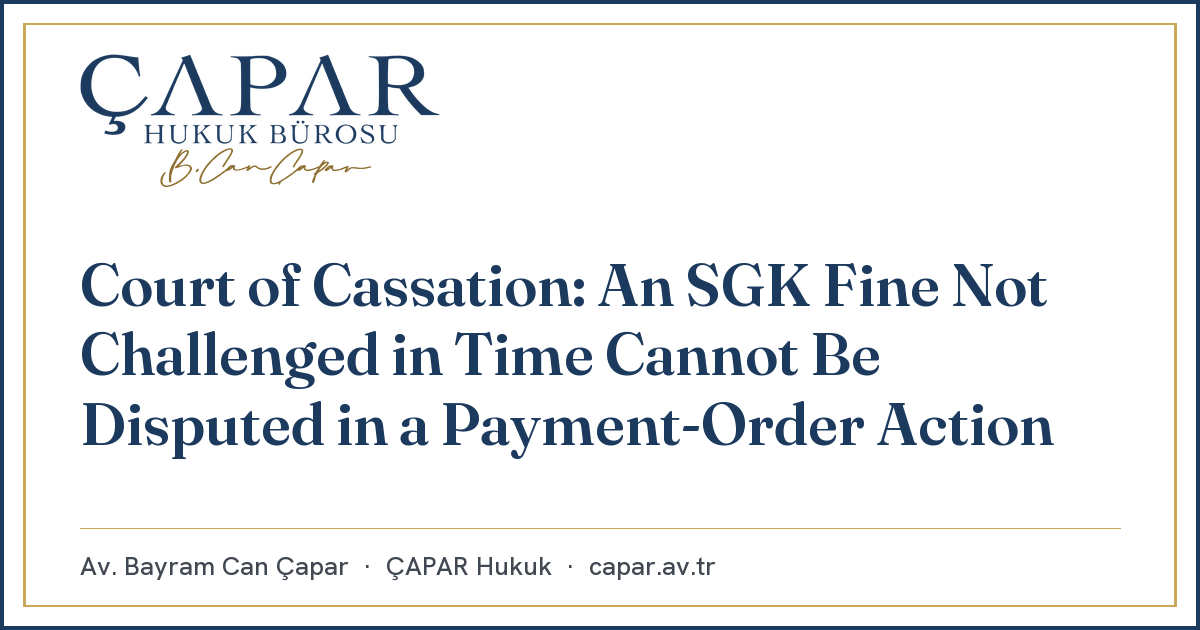 ÇAPAR
HUKUK BÜROSU
B.Can Çapar
Court of Cassation: An SGK Fine Not
Challenged in Time Cannot Be
Disputed in a Payment-Order Action
Av. Bayram Can Çapar · ÇAPAR Hukuk · capar.av.tr